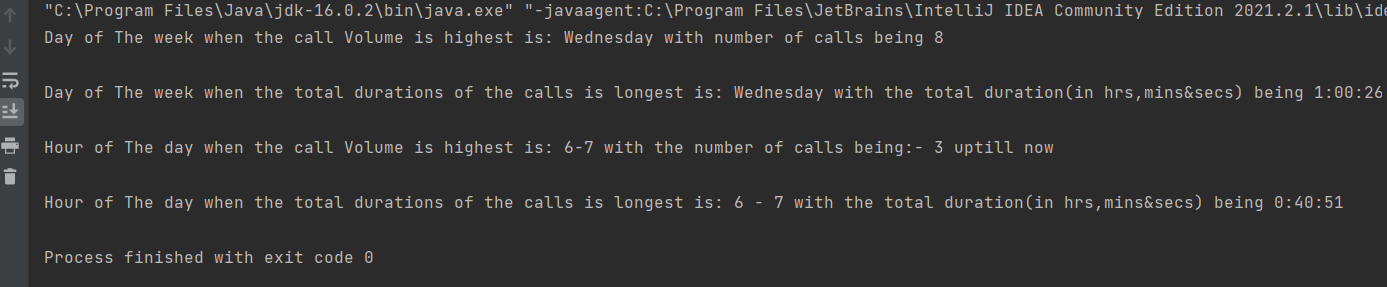 "C:\Program Files\Java\jdk-16.0.2\bin\java.exe" "-javaagent:C:\Program Files\JetBrains\IntelliJ IDEA Community Edition 2021.2.1\lib\ide
Day of The week when the call Volume is highest is: Wednesday with number of calls being 8
Day of The week when the total durations of the calls is longest is: Wednesday with the total duration(in hrs,mins&secs) being 1:00:26
Hour of The day when the call Volume is highest is: 6-7 with the number of calls being:- 3 uptill now
Hour of The day when the total durations of the calls is longest is: 6 - 7 with the total duration(in hrs,mins&secs) being 0:40:51
Process finished with exit code 0